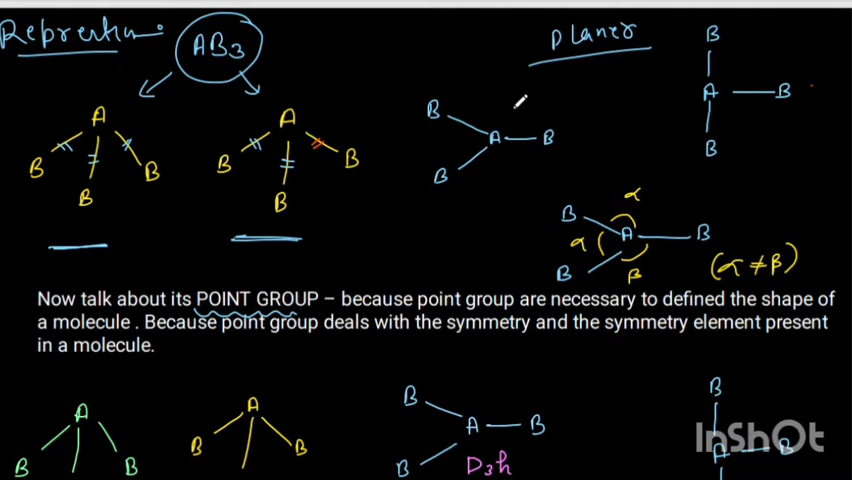 Reprertion:
AB3
Planer
A
B
B
B
A
B
B
B
B
A
B
B
B
A
B
B
α
B
A
B
α
B
β
(α ≠ β)
Now talk about its POINT GROUP – because point group are necessary to defined the shape of
a molecule . Because point group deals with the symmetry and the symmetry element present
in a molecule.
A
B
B
A
B
B
B
A
B
B
D3h
B
A
B
InShOt